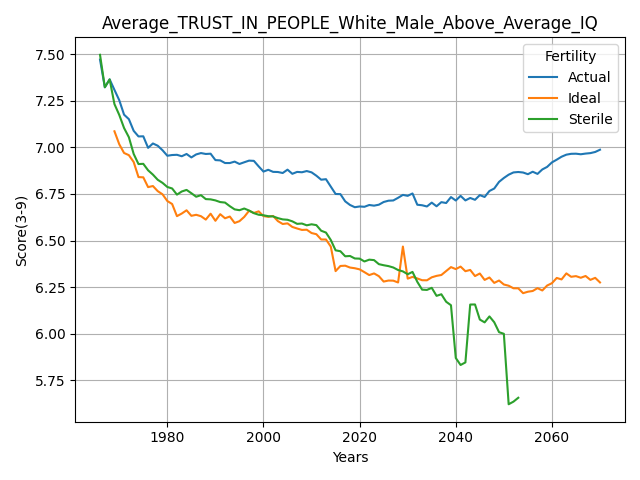 Average_TRUST_IN_PEOPLE_White_Male_Above_Average_IQ
Fertility
Actual
Ideal
Sterile
Score(3-9)
7.50
7.25
7.00
6.75
6.50
6.25
6.00
5.75
1980
2000
2020
2040
2060
Years